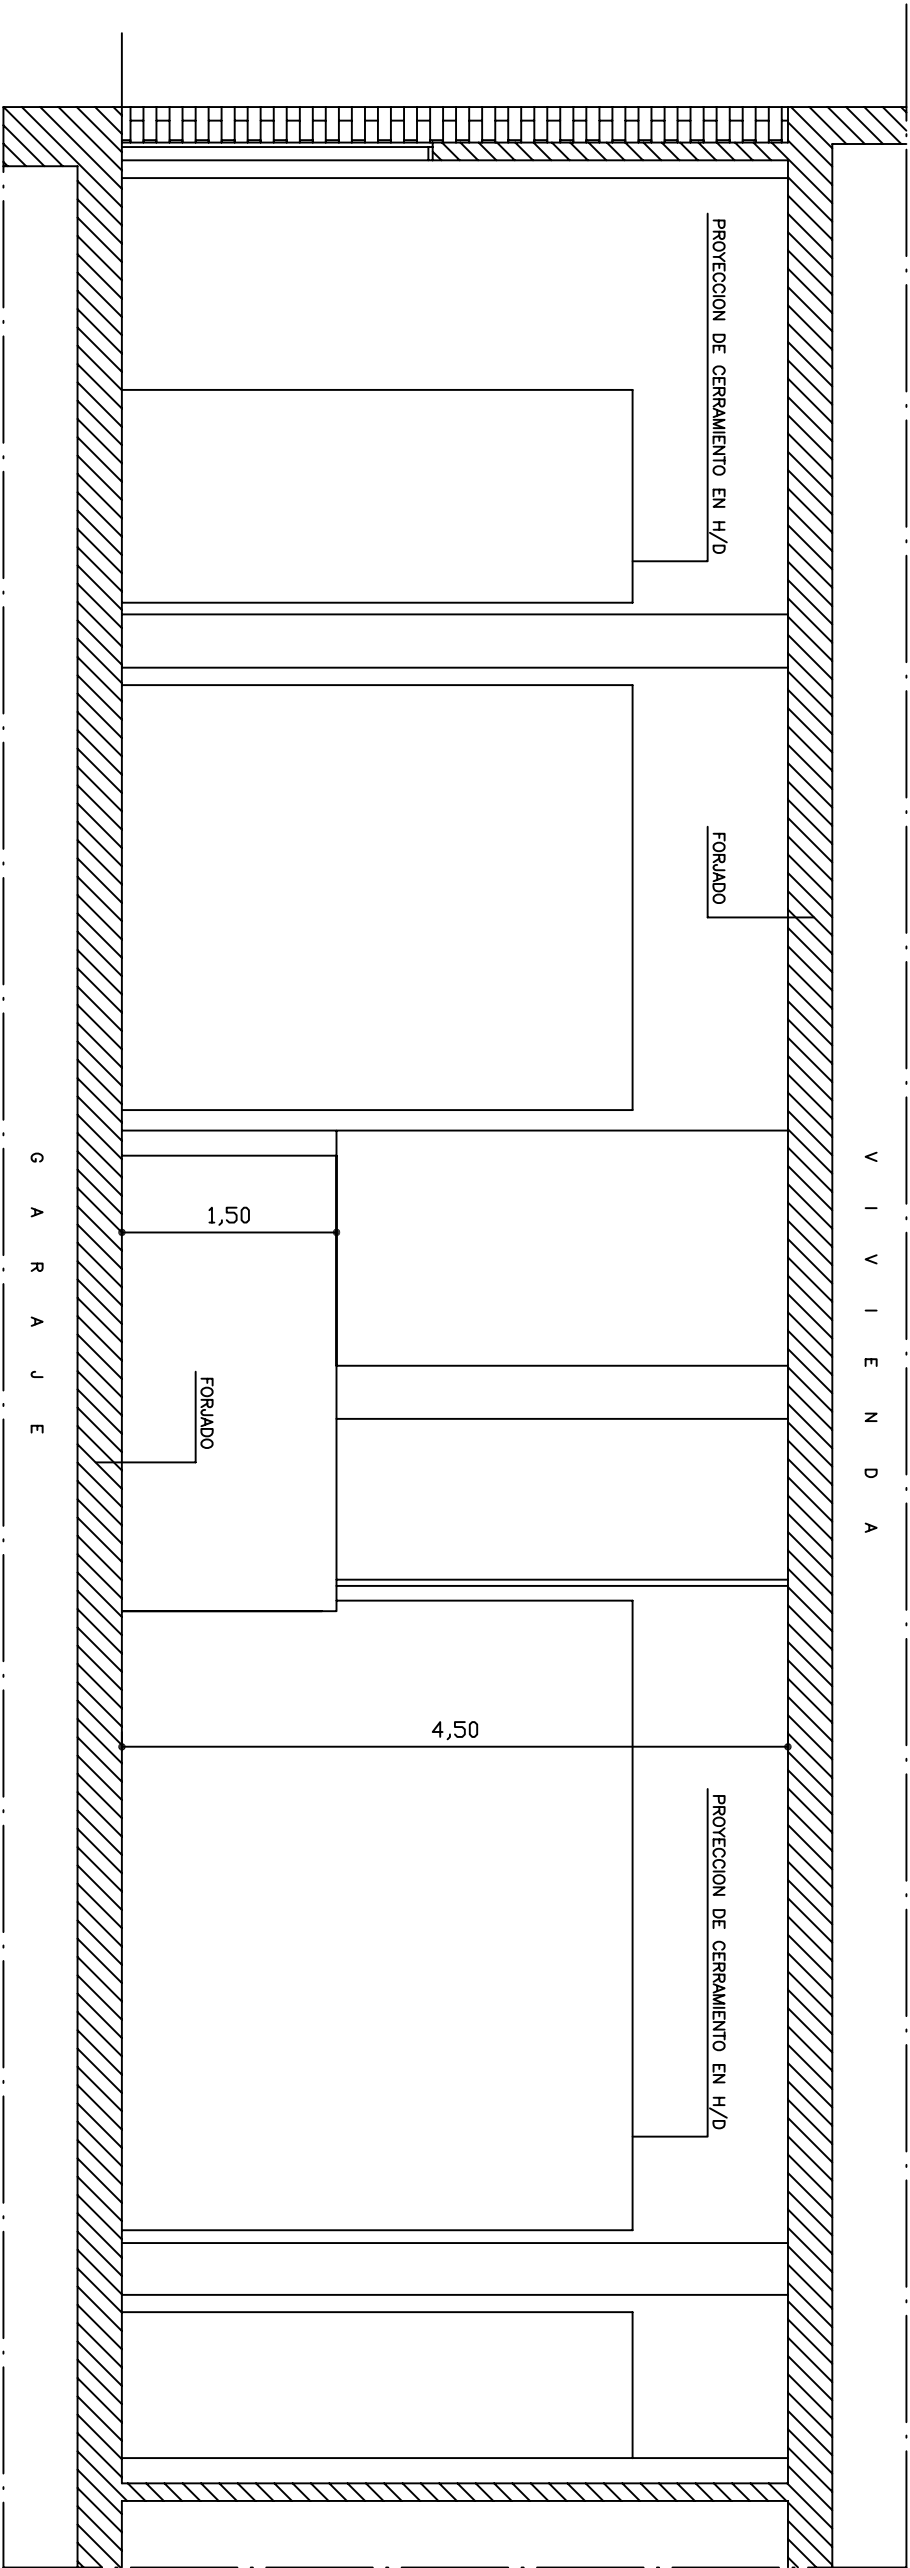 V I V I E N D A
PROYECCION DE CERRAMIENTO EN H/D
FORJADO
PROYECCION DE CERRAMIENTO EN H/D
4,50
1,50
FORJADO
G A R A J E